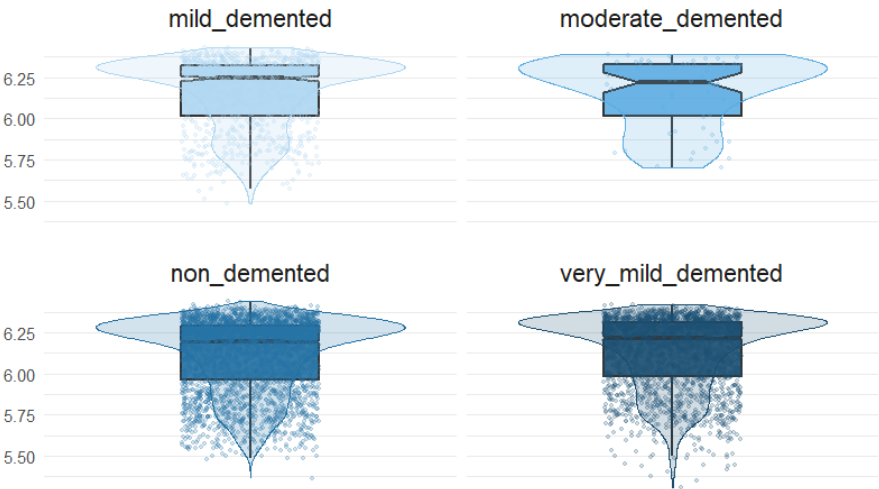 mild_demented
moderate_demented
6.25
6.00
5.75
5.50
non_demented
very_mild_demented
6.25
6.00
5.75
5.50